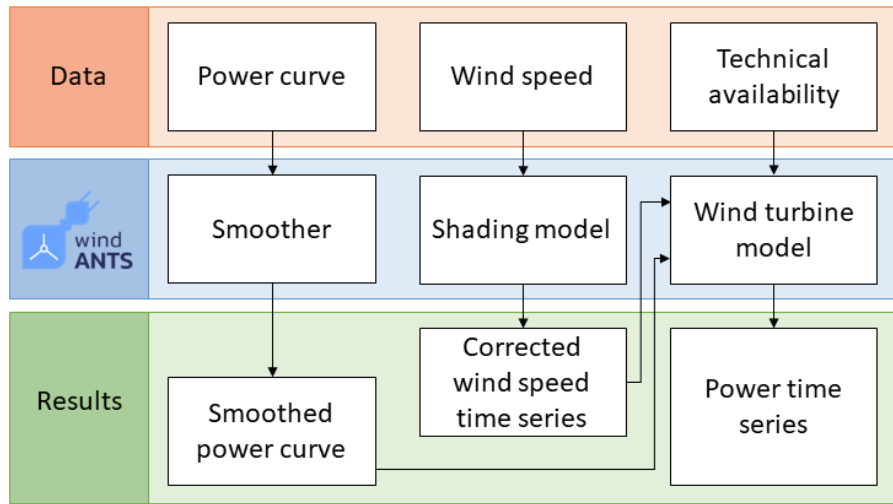 Data
Power curve
Wind speed
Technical
availability
wind
ANTS
Smoother
Shading model
Wind turbine
model
Results
Smoothed
power curve
Corrected
wind speed
time series
Power time
series